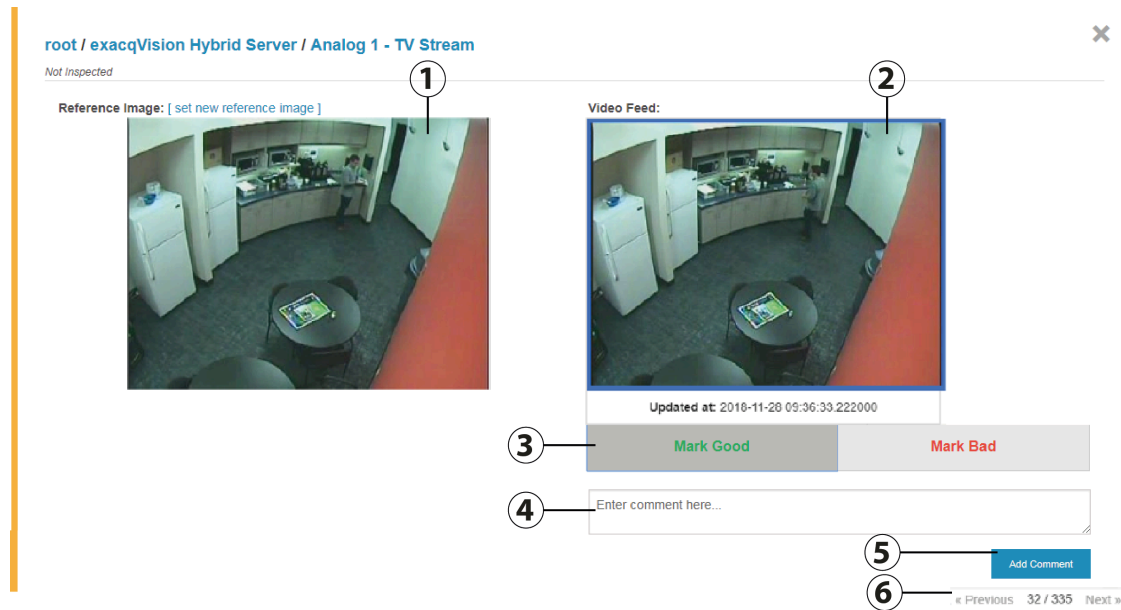 root / exacqVision Hybrid Server / Analog 1 - TV Stream
Not Inspected
1
2
Reference Image: [ set new reference image ]
Video Feed:
Updated at: 2018-11-28 09:36:33.222000
3
Mark Good
Mark Bad
4
Enter comment here...
5
Add Comment
6
« Previous 32 / 335 Next »